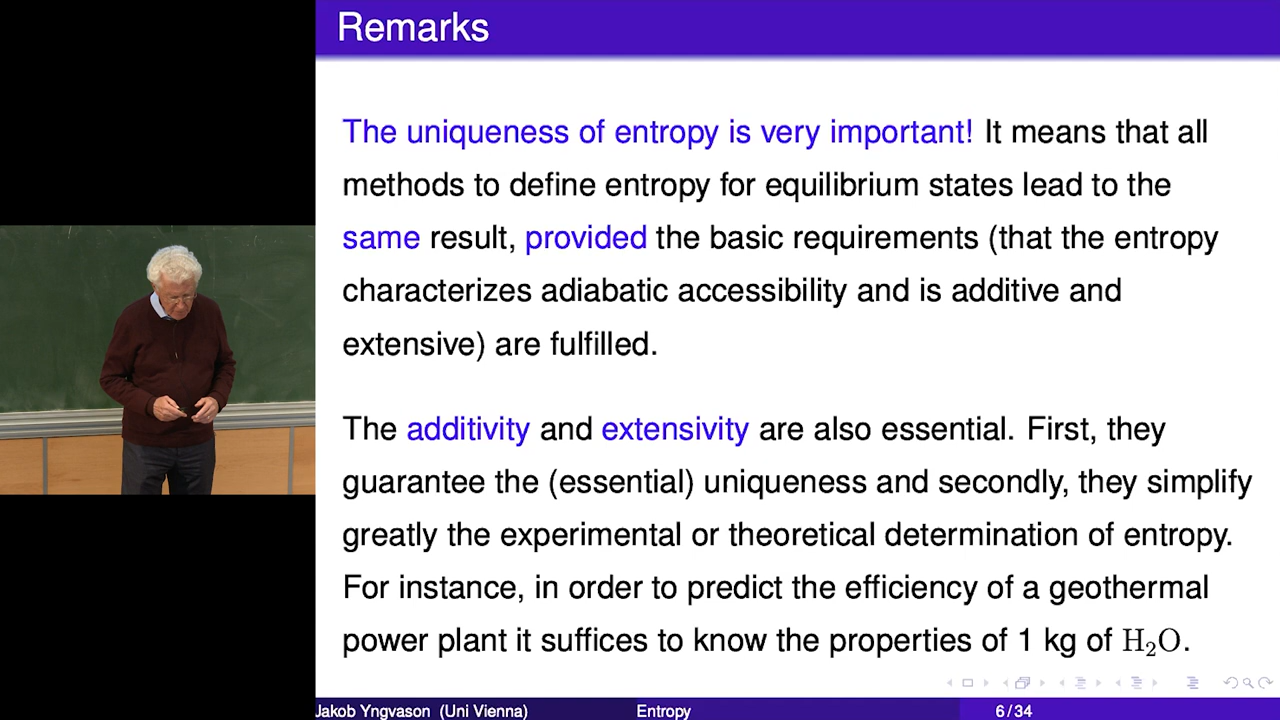 Remarks
The uniqueness of entropy is very important! It means that all
methods to define entropy for equilibrium states lead to the
same result, provided the basic requirements (that the entropy
characterizes adiabatic accessibility and is additive and
extensive) are fulfilled.
The additivity and extensivity are also essential. First, they
guarantee the (essential) uniqueness and secondly, they simplify
greatly the experimental or theoretical determination of entropy.
For instance, in order to predict the efficiency of a geothermal
power plant it suffices to know the properties of 1 kg of H₂O.
Jakob Yngvason (Uni Vienna) Entropy 6/34